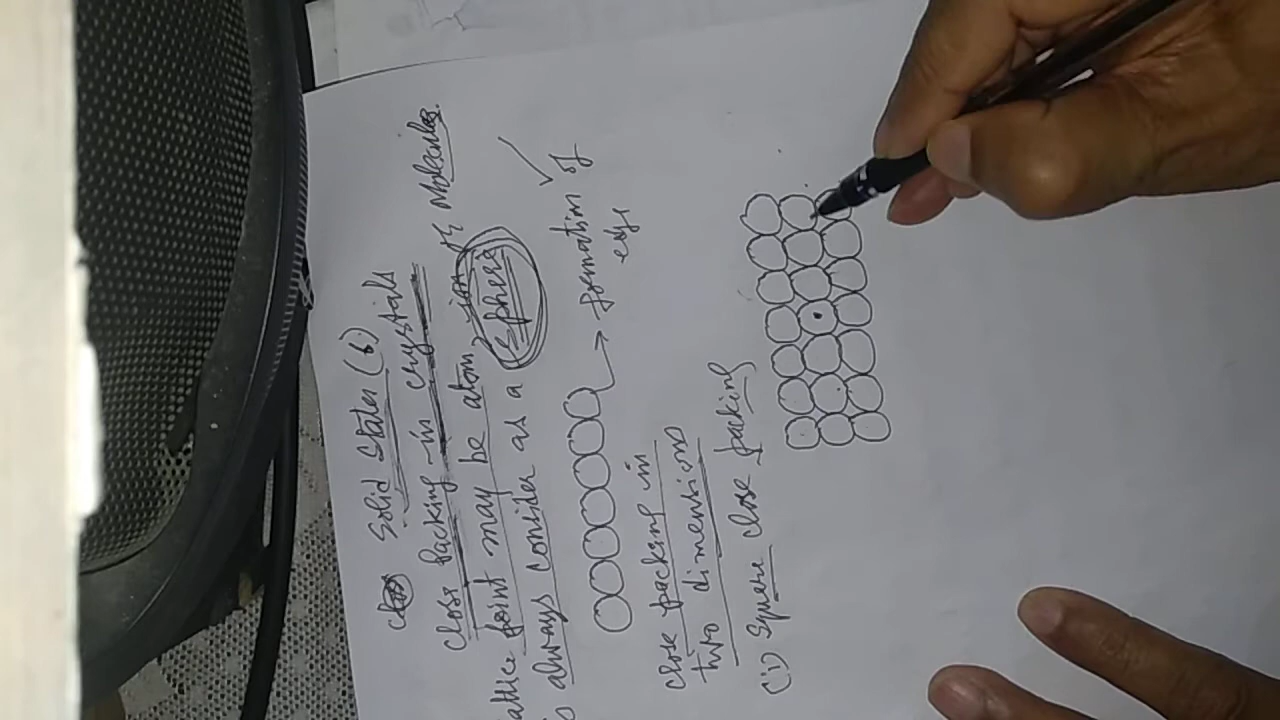 Solid States (6)
Close Packing in crystals
attice point may be atom, ion or Molecules.
always consider as a (sphere)
→ formation of
edge
close packing in
two dimensions
(i) Square close packing